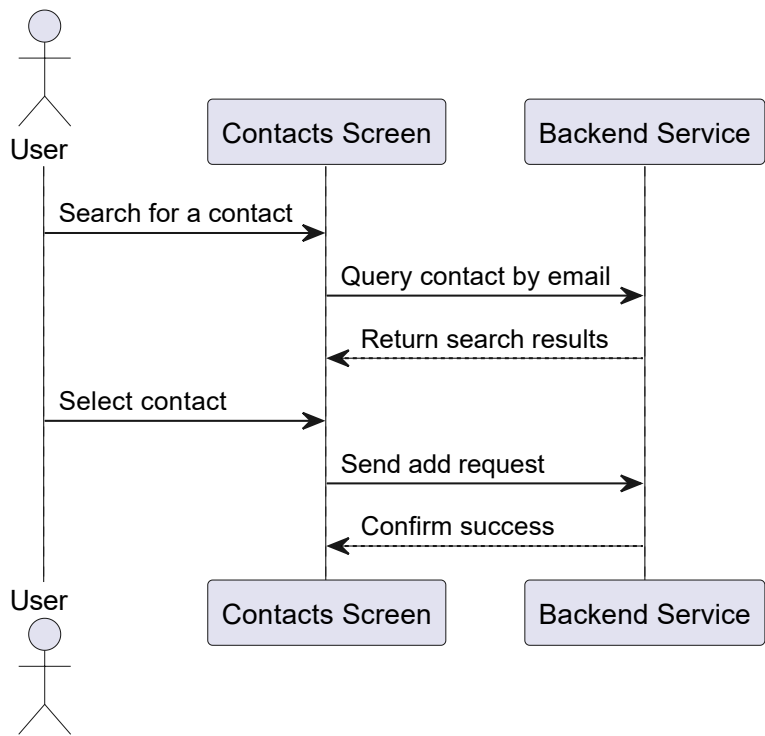 User
Contacts Screen
Backend Service
Search for a contact
Query contact by email
Return search results
Select contact
Send add request
Confirm success
User
Contacts Screen
Backend Service